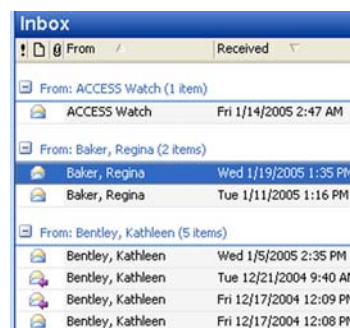 Inbox
! From Received
From: ACCESS Watch (1 item)
ACCESS Watch Fri 1/14/2005 2:47 AM
From: Baker, Regina (2 items)
Baker, Regina Wed 1/19/2005 1:35 PM
Baker, Regina Tue 1/11/2005 1:16 PM
From: Bentley, Kathleen (5 items)
Bentley, Kathleen Wed 1/5/2005 2:35 PM
Bentley, Kathleen Tue 12/21/2004 9:40 AM
Bentley, Kathleen Fri 12/17/2004 12:09 PM
Bentley, Kathleen Fri 12/17/2004 12:08 PM